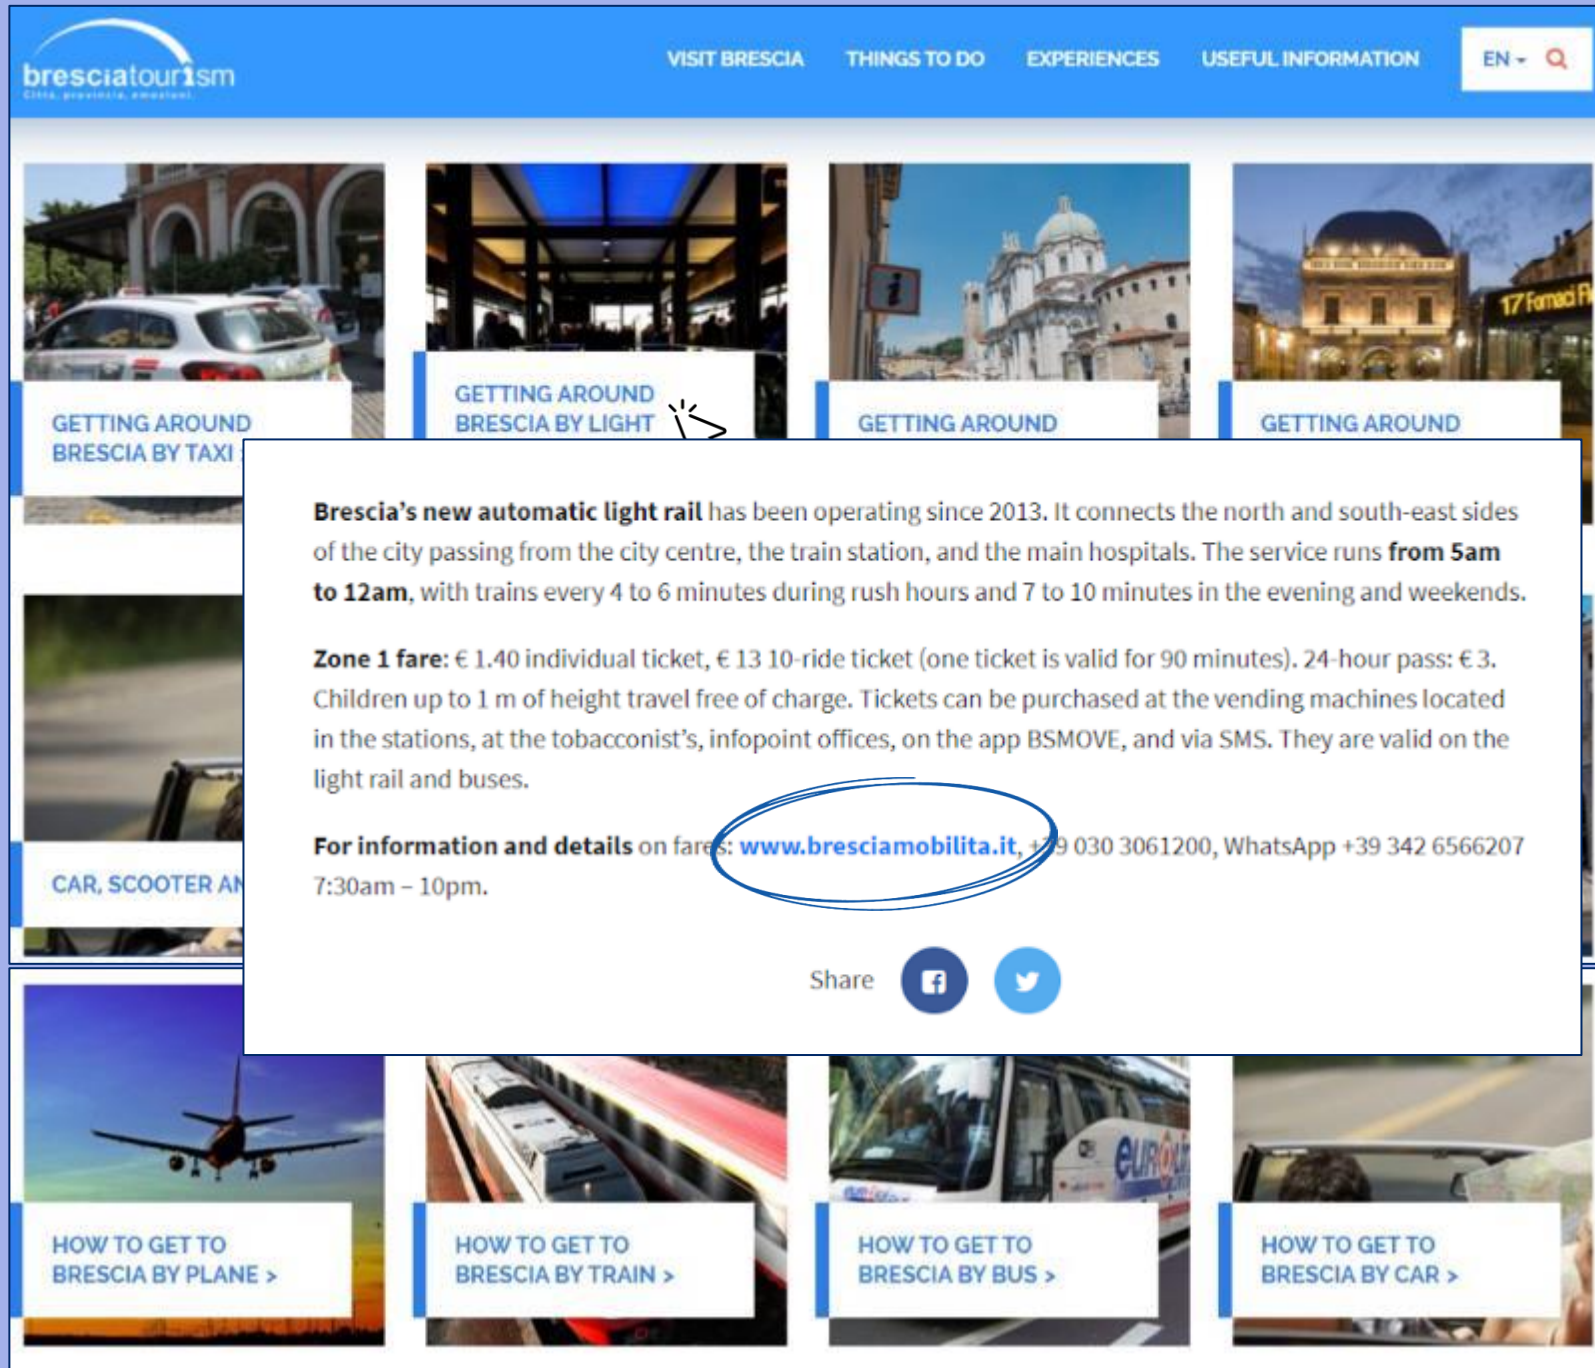 bresciatourism
Città, provincia, emozioni.
VISIT BRESCIA THINGS TO DO EXPERIENCES USEFUL INFORMATION EN
17 Fornaci
GETTING AROUND
BRESCIA BY TAXI
GETTING AROUND
BRESCIA BY LIGHT
GETTING AROUND
GETTING AROUND
Brescia's new automatic light rail has been operating since 2013. It connects the north and south-east sides
of the city passing from the city centre, the train station, and the main hospitals. The service runs from 5am
to 12am, with trains every 4 to 6 minutes during rush hours and 7 to 10 minutes in the evening and weekends.
Zone 1 fare: € 1.40 individual ticket, € 13 10-ride ticket (one ticket is valid for 90 minutes). 24-hour pass: € 3.
Children up to 1 m of height travel free of charge. Tickets can be purchased at the vending machines located
in the stations, at the tobacconist's, infopoint offices, on the app BSMOVE, and via SMS. They are valid on the
light rail and buses.
For information and details on fares: www.bresciamobilita.it, +39 030 3061200, WhatsApp +39 342 6566207
7:30am – 10pm.
CAR, SCOOTER
Share
HOW TO GET TO
BRESCIA BY PLANE >
HOW TO GET TO
BRESCIA BY TRAIN >
HOW TO GET TO
BRESCIA BY BUS >
HOW TO GET TO
BRESCIA BY CAR >